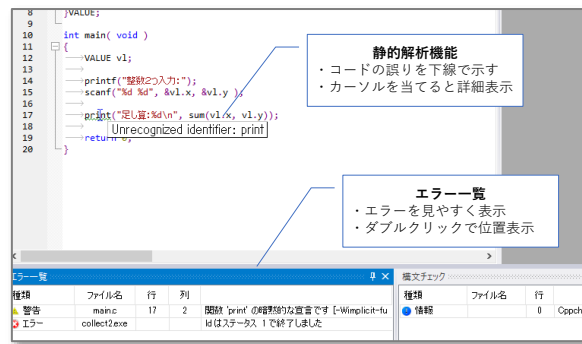 8 }VALUE;
9
10 int main( void )
11 {
12 VALUE vl;
13
14 printf("整数2つ入力:");
15 scanf("%d %d", &vl.x, &vl.y );
16
17 print("足し算:%d\n", sum(vl.x, vl.y));
18 Unrecognized identifier: print
19 return 0;
20 }
静的解析機能
・コードの誤りを下線で示す
・カーソルを当てると詳細表示
エラー一覧
・エラーを見やすく表示
・ダブルクリックで位置表示
エラー一覧
種類 ファイル名 行 列
警告 main.c 17 2 関数 'print' の暗黙的な宣言です [-Wimplicit-fu
エラー collect2.exe ld はステータス 1 で終了しました
構文チェック
種類 ファイル名 行
情報 0 Cppch